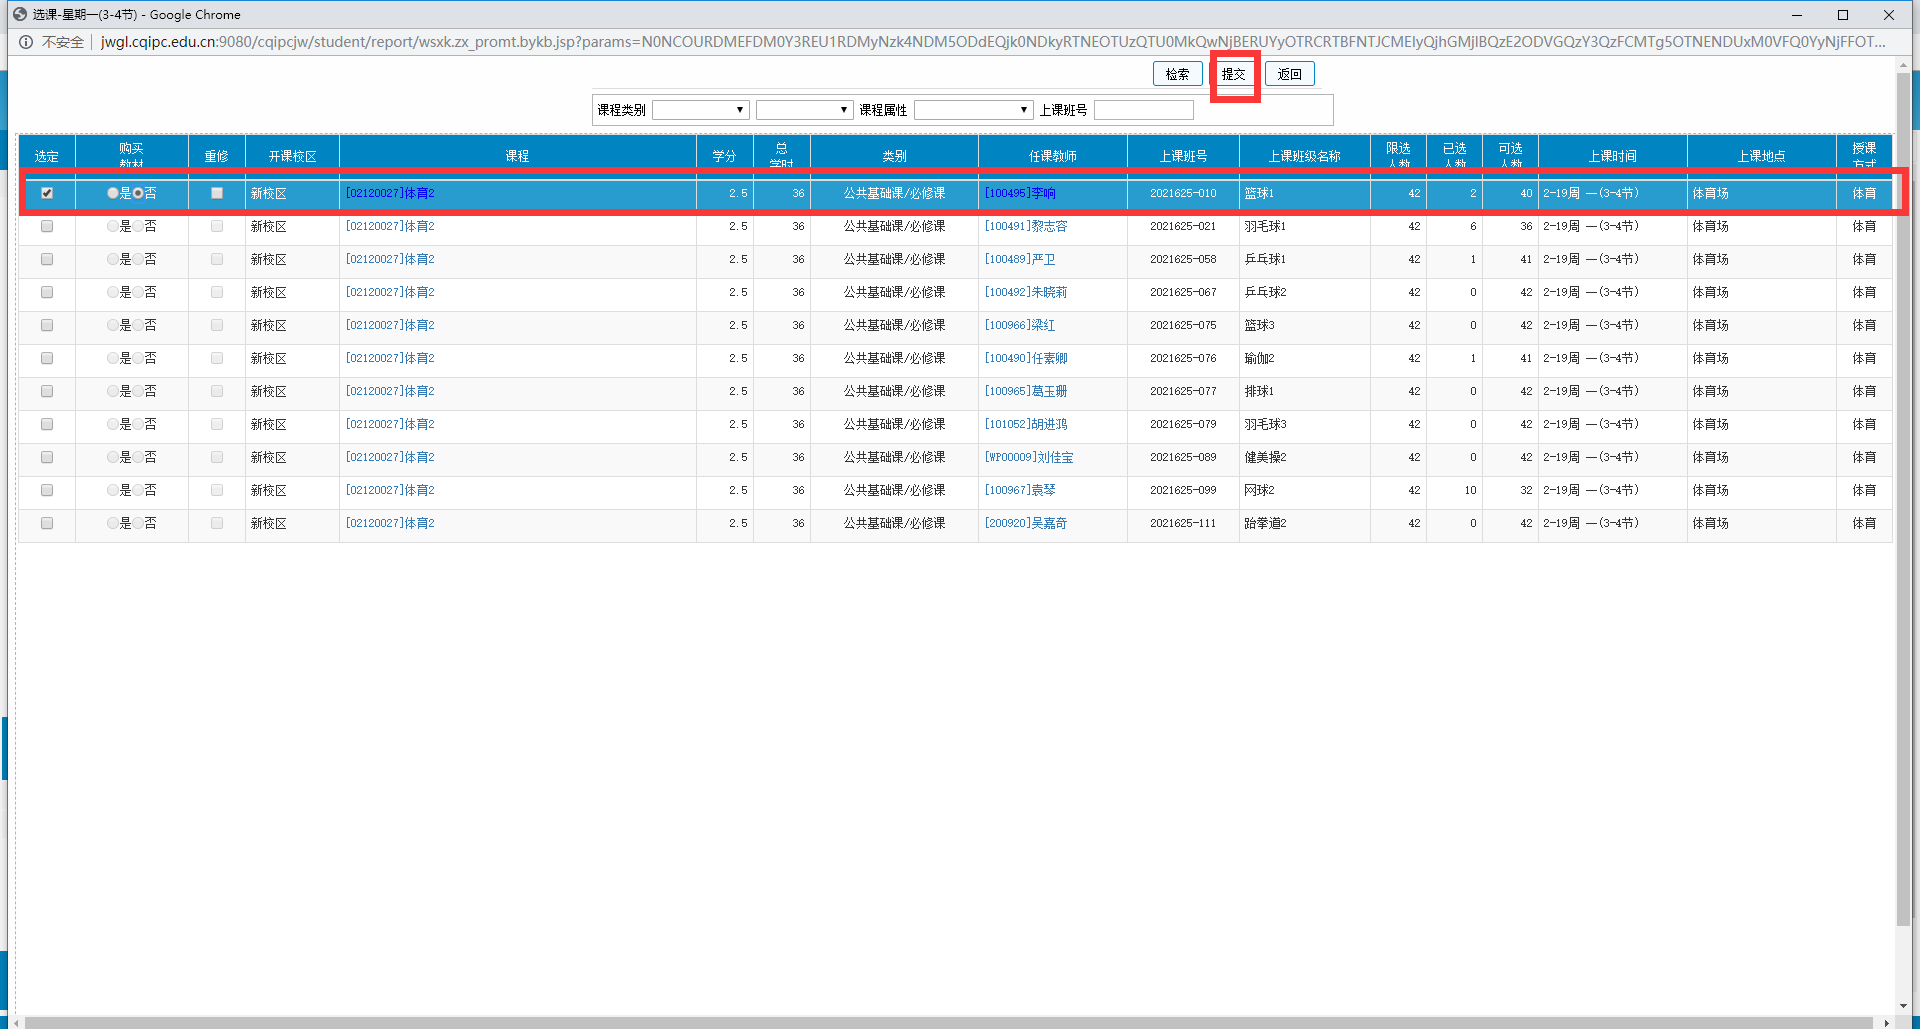 选课-星期一(3-4节) - Google Chrome
不安全 jwgl.cqipc.edu.cn:9080/cqipcjw/student/report/wsxk.zx_promt.bykb.jsp?params=N0NCOURDMEFDM0Y3REU1RDMyNzk4NDM5ODdEQjk0NDkyRTNEOTUzQTU0MkQwNjBERUYyOTRCRTBFNTJCMEIyQjhGMjlBQzE2ODVGQzY3QzFCMTg5OTNENDUxM0VFQ0YyNjFFOT...
检索 提交 返回
课程类别 课程属性 上课班号
选定 购买教材 重修 开课校区 课程 学分 总学时 类别 任课教师 上课班号 上课班级名称 限选人数 已选人数 可选人数 上课时间 上课地点 授课方式
是 否 新校区 [02120027]体育2 2.5 36 公共基础课/必修课 [100495]李响 2021625-010 篮球1 42 2 40 2-19周 一(3-4节) 体育场 体育
是 否 新校区 [02120027]体育2 2.5 36 公共基础课/必修课 [100491]黎志容 2021625-021 羽毛球1 42 6 36 2-19周 一(3-4节) 体育场 体育
是 否 新校区 [02120027]体育2 2.5 36 公共基础课/必修课 [100489]严卫 2021625-058 乒乓球1 42 1 41 2-19周 一(3-4节) 体育场 体育
是 否 新校区 [02120027]体育2 2.5 36 公共基础课/必修课 [100492]朱晓莉 2021625-067 乒乓球2 42 0 42 2-19周 一(3-4节) 体育场 体育
是 否 新校区 [02120027]体育2 2.5 36 公共基础课/必修课 [100966]梁红 2021625-075 篮球3 42 0 42 2-19周 一(3-4节) 体育场 体育
是 否 新校区 [02120027]体育2 2.5 36 公共基础课/必修课 [100490]任素卿 2021625-076 瑜伽2 42 1 41 2-19周 一(3-4节) 体育场 体育
是 否 新校区 [02120027]体育2 2.5 36 公共基础课/必修课 [100965]葛玉珊 2021625-077 排球1 42 0 42 2-19周 一(3-4节) 体育场 体育
是 否 新校区 [02120027]体育2 2.5 36 公共基础课/必修课 [101052]胡进鸿 2021625-079 羽毛球3 42 0 42 2-19周 一(3-4节) 体育场 体育
是 否 新校区 [02120027]体育2 2.5 36 公共基础课/必修课 [WP00009]刘佳宝 2021625-089 健美操2 42 0 42 2-19周 一(3-4节) 体育场 体育
是 否 新校区 [02120027]体育2 2.5 36 公共基础课/必修课 [100967]袁琴 2021625-099 网球2 42 10 32 2-19周 一(3-4节) 体育场 体育
是 否 新校区 [02120027]体育2 2.5 36 公共基础课/必修课 [200920]吴嘉奇 2021625-111 跆拳道2 42 0 42 2-19周 一(3-4节) 体育场 体育